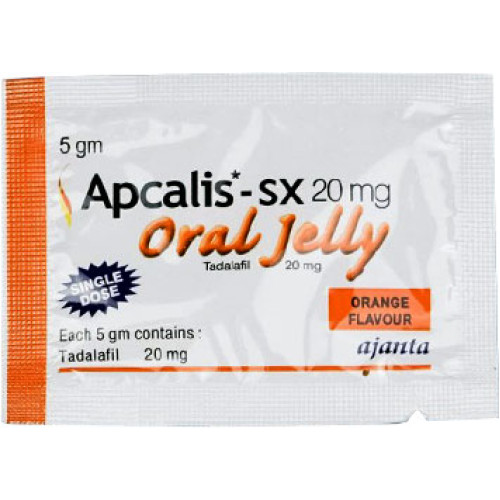 5 gm
Apcalis*-SX 20 mg
Oral Jelly
Tadalafil 20 mg
SINGLE
DOSE
ORANGE
FLAVOUR
Each 5 gm contains :
Tadalafil 20 mg
ajanta